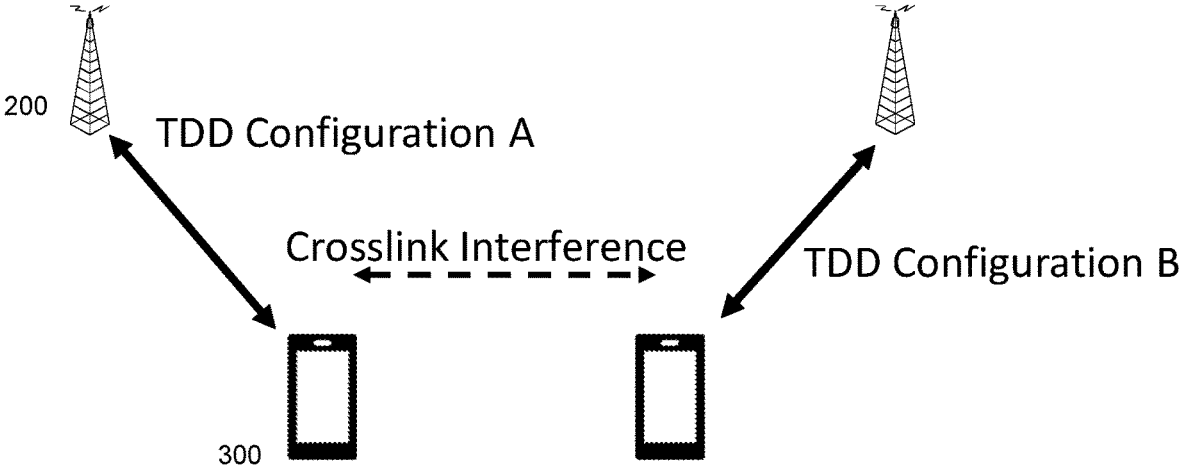 200
TDD Configuration A
Crosslink Interference
TDD Configuration B
300